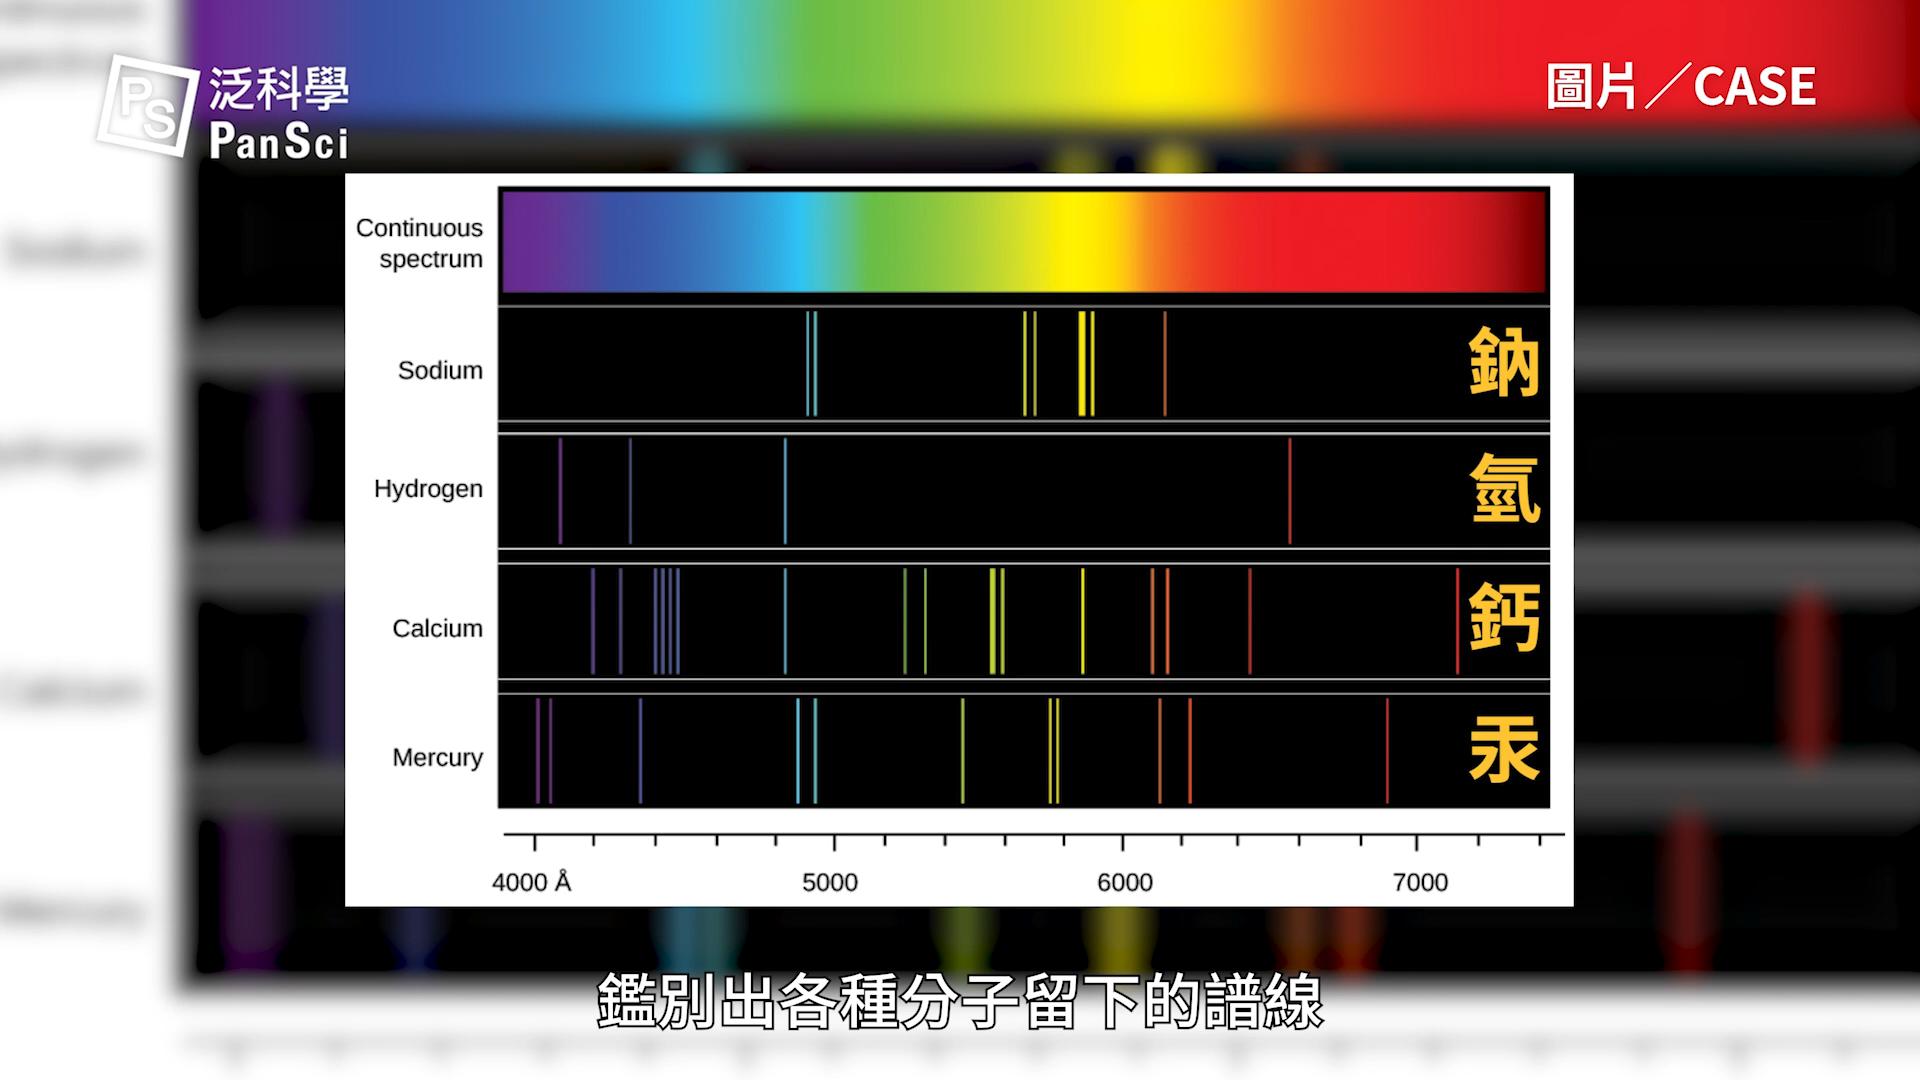 泛科學
PanSci
圖片／CASE
Continuous
spectrum
Sodium
鈉
Hydrogen
氫
Calcium
鈣
Mercury
汞
4000 Å
5000
6000
7000
鑑別出各種分子留下的譜線